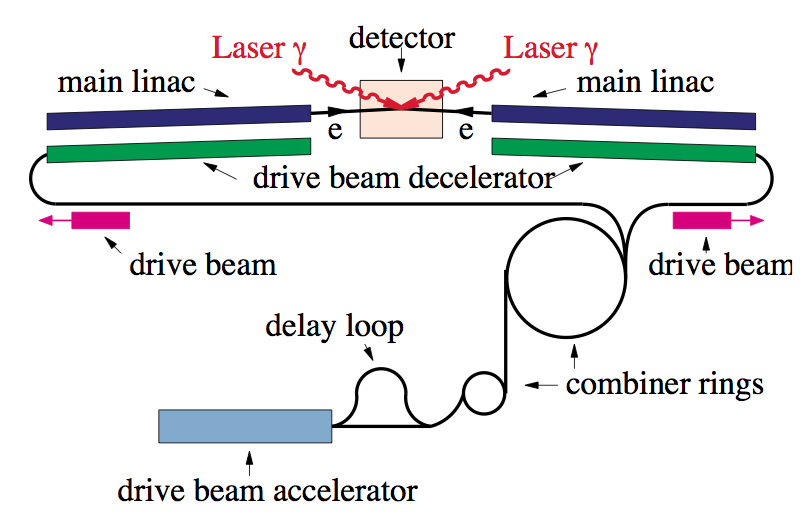 Laser γ
detector
Laser γ
main linac
main linac
e
e
drive beam decelerator
drive beam
drive beam
delay loop
combiner rings
drive beam accelerator